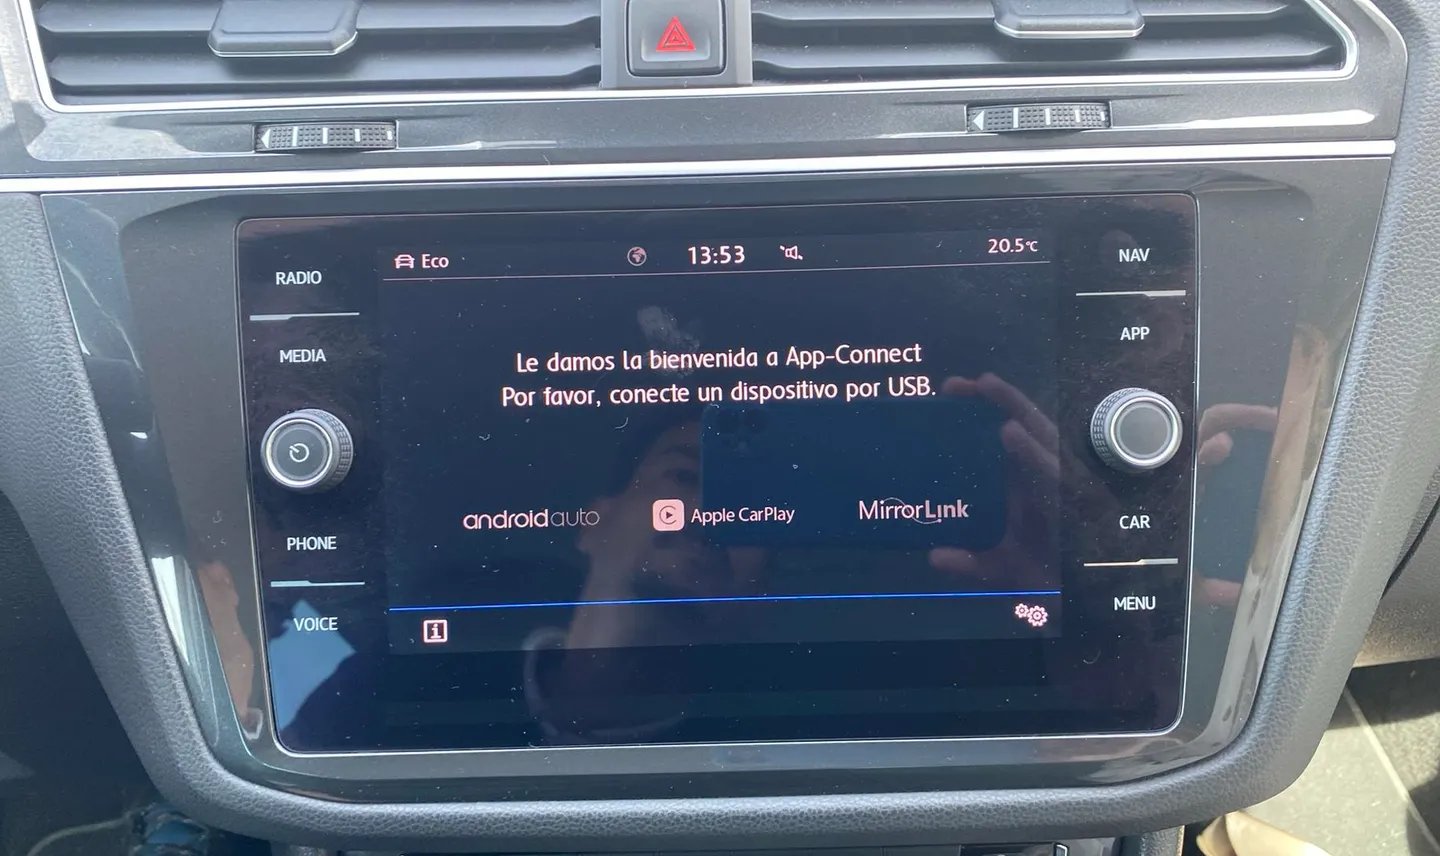 RADIO
MEDIA
PHONE
VOICE
Eco
13:53
20.5°C
Le damos la bienvenida a App-Connect
Por favor, conecte un dispositivo por USB.
androidauto
Apple CarPlay
MirrorLink
i
NAV
APP
CAR
MENU